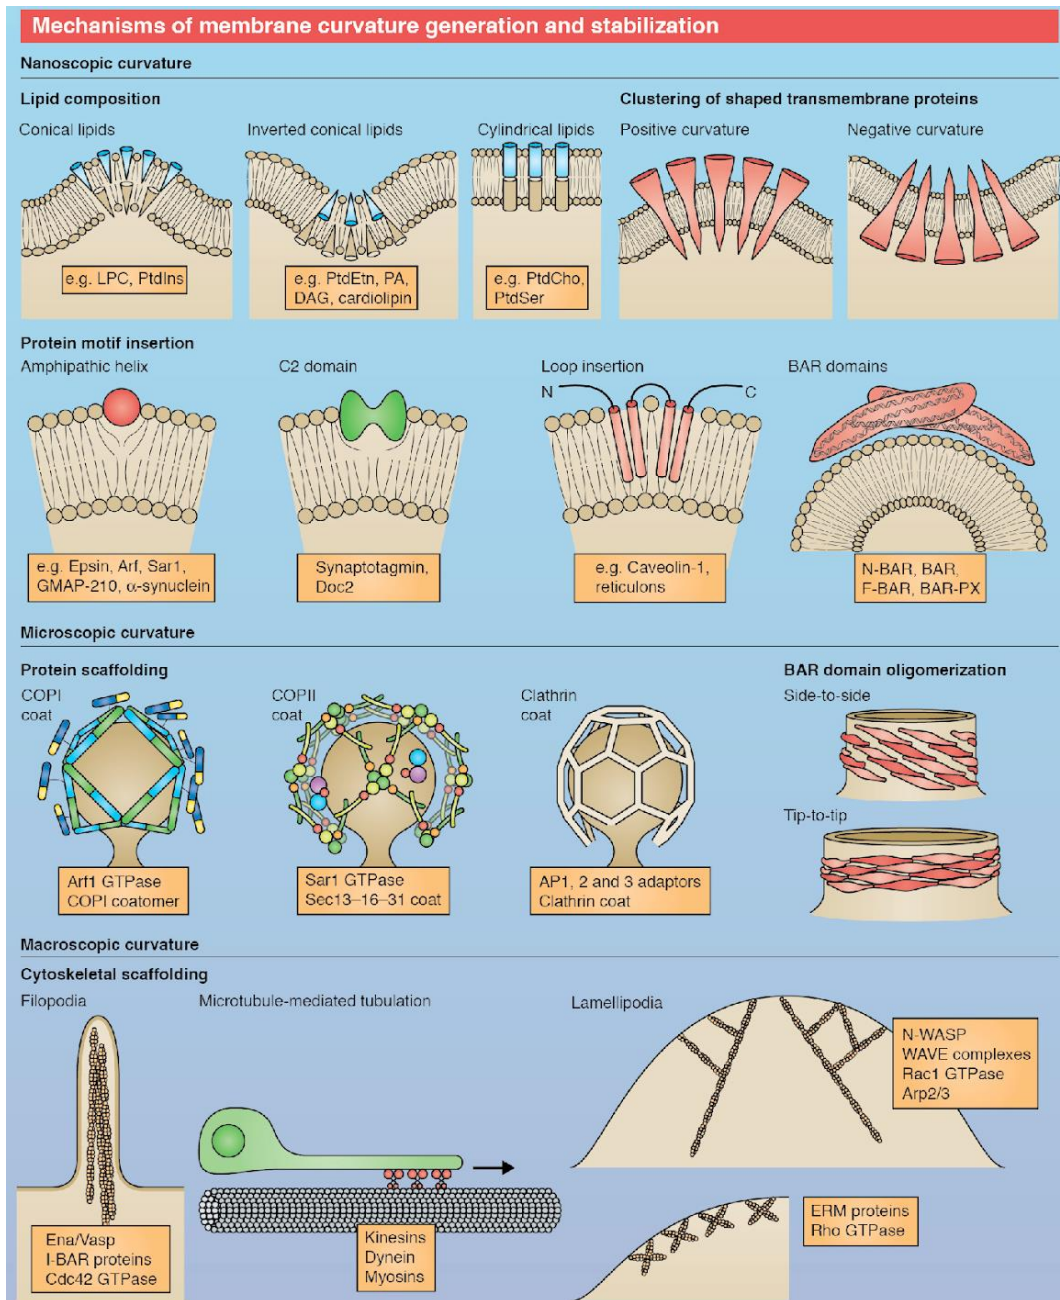 Mechanisms of membrane curvature generation and stabilization
Nanoscopic curvature
Lipid composition
Conical lipids
Inverted conical lipids
Cylindrical lipids
e.g. LPC, PtdIns
e.g. PtdEtn, PA,
DAG, cardiolipin
e.g. PtdCho,
PtdSer
Clustering of shaped transmembrane proteins
Positive curvature
Negative curvature
Protein motif insertion
Amphipathic helix
C2 domain
Loop insertion
BAR domains
N
C
e.g. Epsin, Arf, Sar1,
GMAP-210, α-synuclein
Synaptotagmin,
Doc2
e.g. Caveolin-1,
reticulons
N-BAR, BAR,
F-BAR, BAR-PX
Microscopic curvature
Protein scaffolding
COPI
coat
COPII
coat
Clathrin
coat
Arf1 GTPase
COPI coatomer
Sar1 GTPase
Sec13–16–31 coat
AP1, 2 and 3 adaptors
Clathrin coat
BAR domain oligomerization
Side-to-side
Tip-to-tip
Macroscopic curvature
Cytoskeletal scaffolding
Filopodia
Microtubule-mediated tubulation
Lamellipodia
Ena/Vasp
I-BAR proteins
Cdc42 GTPase
Kinesins
Dynein
Myosins
N-WASP
WAVE complexes
Rac1 GTPase
Arp2/3
ERM proteins
Rho GTPase